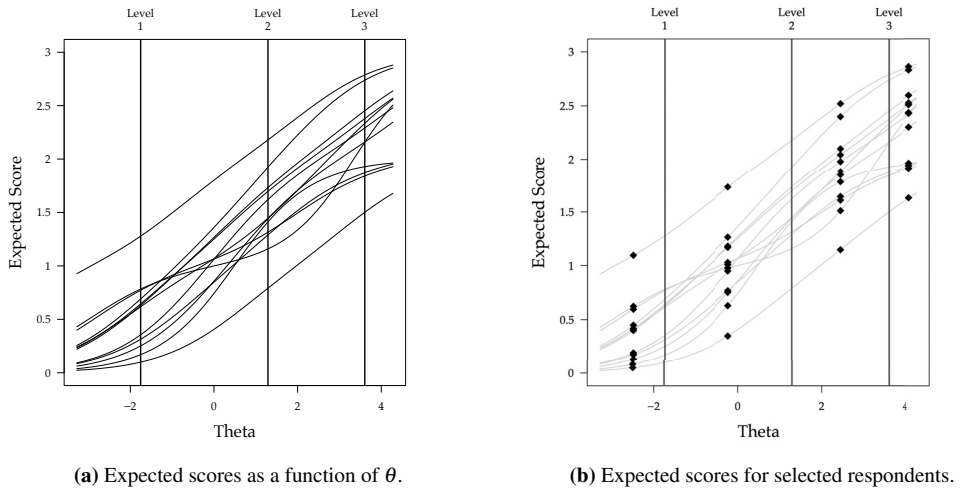 Level Level Level
1 2 3
3
2.5
2
1.5
1
0.5
0
Expected Score
−2 0 2 4
Theta
(a) Expected scores as a function of θ.
Level Level Level
1 2 3
3
2.5
2
1.5
1
0.5
0
Expected Score
−2 0 2 4
Theta
(b) Expected scores for selected respondents.